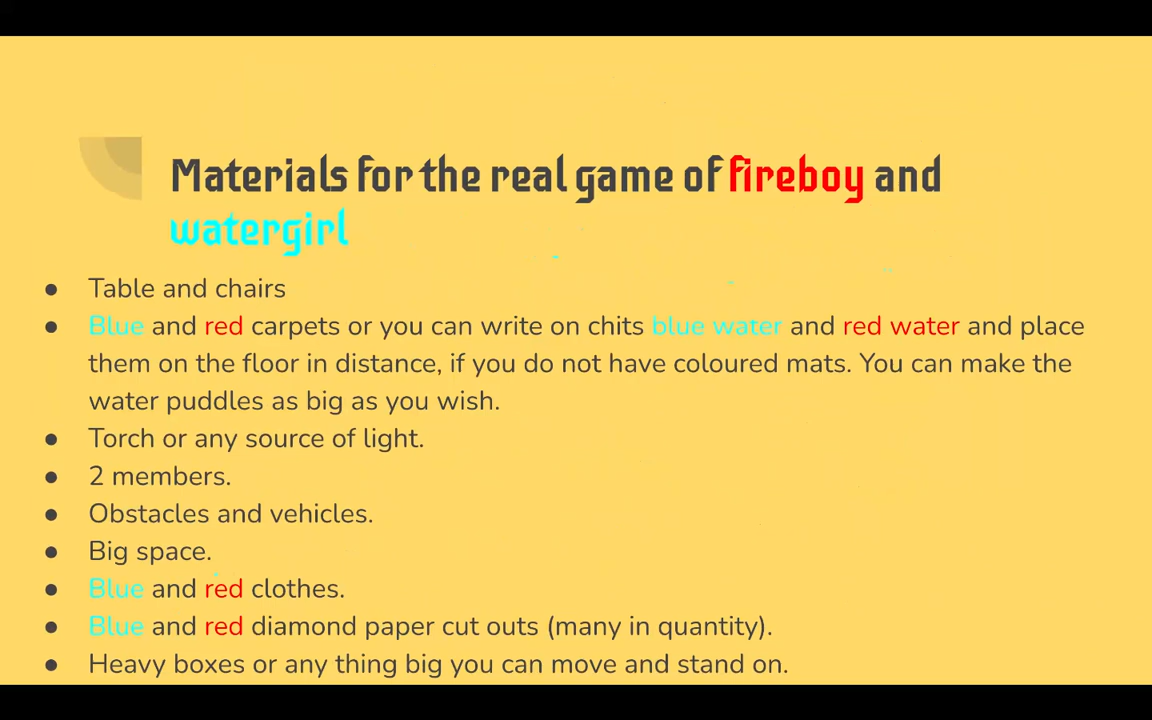 Materials for the real game of fireboy and
watergirl
● Table and chairs
● Blue and red carpets or you can write on chits blue water and red water and place
them on the floor in distance, if you do not have coloured mats. You can make the
water puddles as big as you wish.
● Torch or any source of light.
● 2 members.
● Obstacles and vehicles.
● Big space.
● Blue and red clothes.
● Blue and red diamond paper cut outs (many in quantity).
● Heavy boxes or any thing big you can move and stand on.